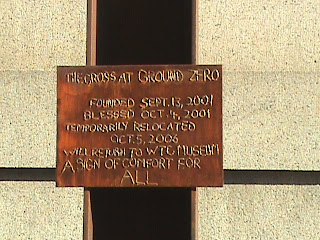 THE CROSS AT GROUND ZERO
FOUNDED SEPT. 13, 2001
BLESSED OCT. 4, 2001
TEMPORARILY RELOCATED
OCT. 5, 2006
WILL RETURN TO WTC MUSEUM
A SIGN OF COMFORT FOR
ALL